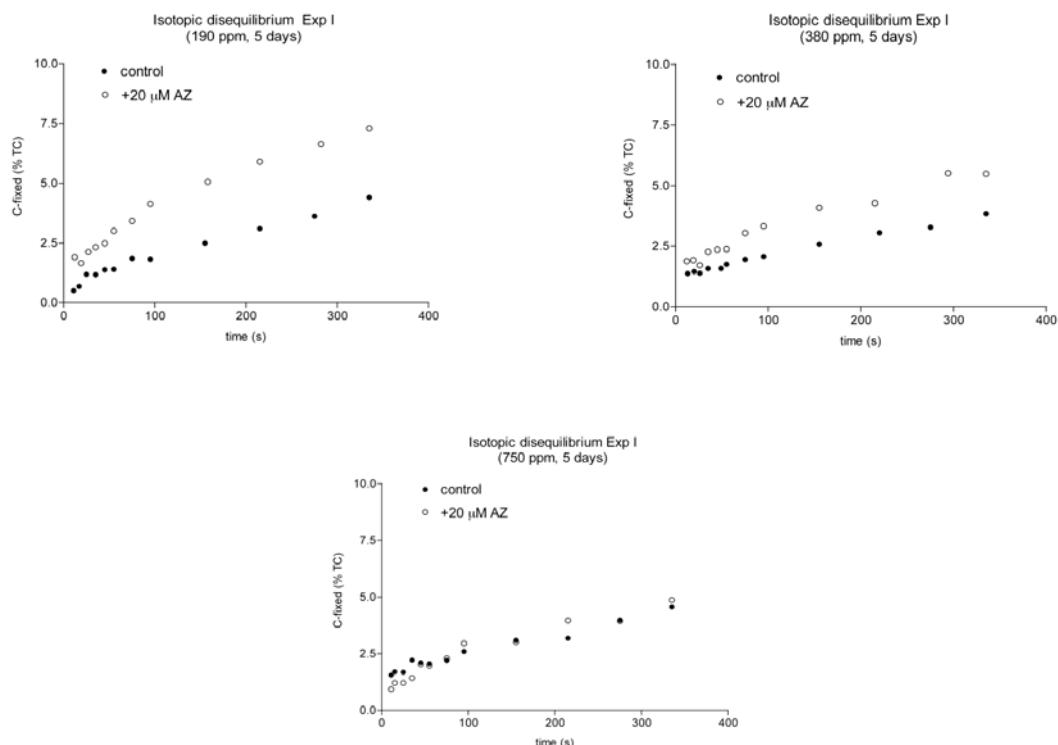 Isotopic disequilibrium Exp I
(190 ppm, 5 days)
10.0
7.5
5.0
2.5
0.0
C-fixed (% TC)
control
+20 μM AZ
0
100
200
300
400
time (s)
Isotopic disequilibrium Exp I
(380 ppm, 5 days)
10.0
7.5
5.0
2.5
0.0
C-fixed (% TC)
control
+20 μM AZ
0
100
200
300
400
time (s)
Isotopic disequilibrium Exp I
(750 ppm, 5 days)
10.0
7.5
5.0
2.5
0.0
C-fixed (% TC)
control
+20 μM AZ
0
100
200
300
400
time (s)